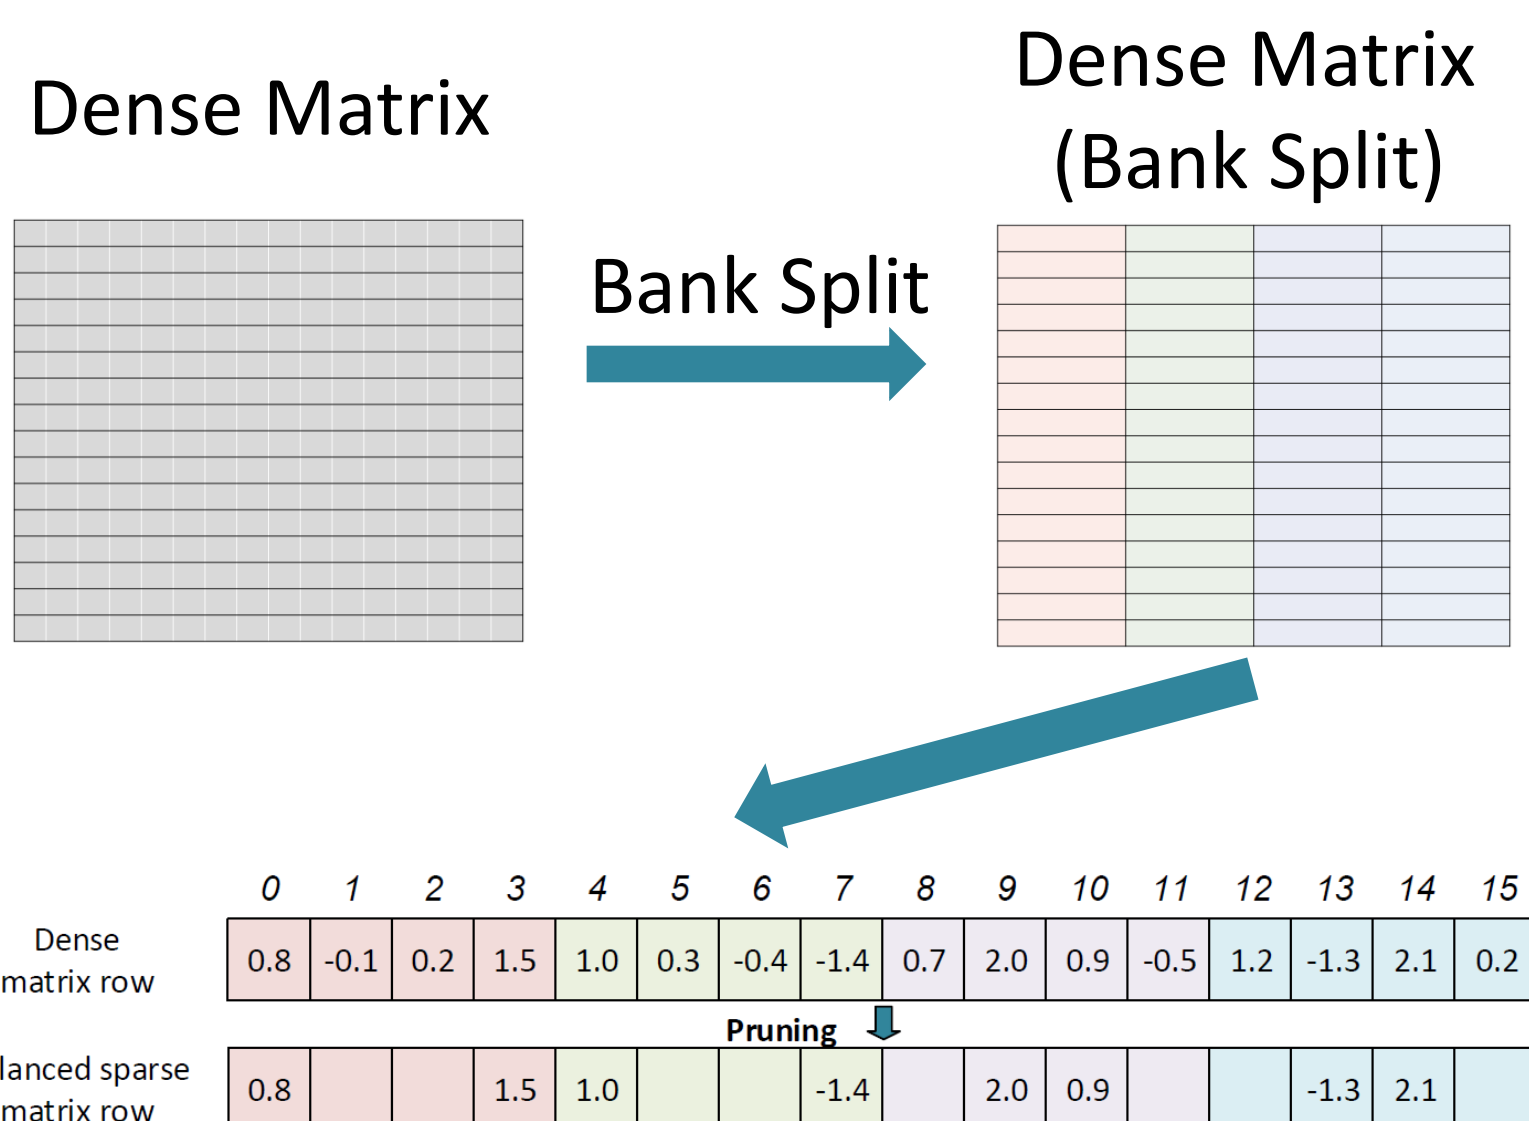 Dense Matrix
Dense Matrix
(Bank Split)
Bank Split
0 1 2 3 4 5 6 7 8 9 10 11 12 13 14 15
Dense
matrix row
0.8 -0.1 0.2 1.5 1.0 0.3 -0.4 -1.4 0.7 2.0 0.9 -0.5 1.2 -1.3 2.1 0.2
Pruning
lanced sparse
matrix row
0.8 1.5 1.0 -1.4 2.0 0.9 -1.3 2.1